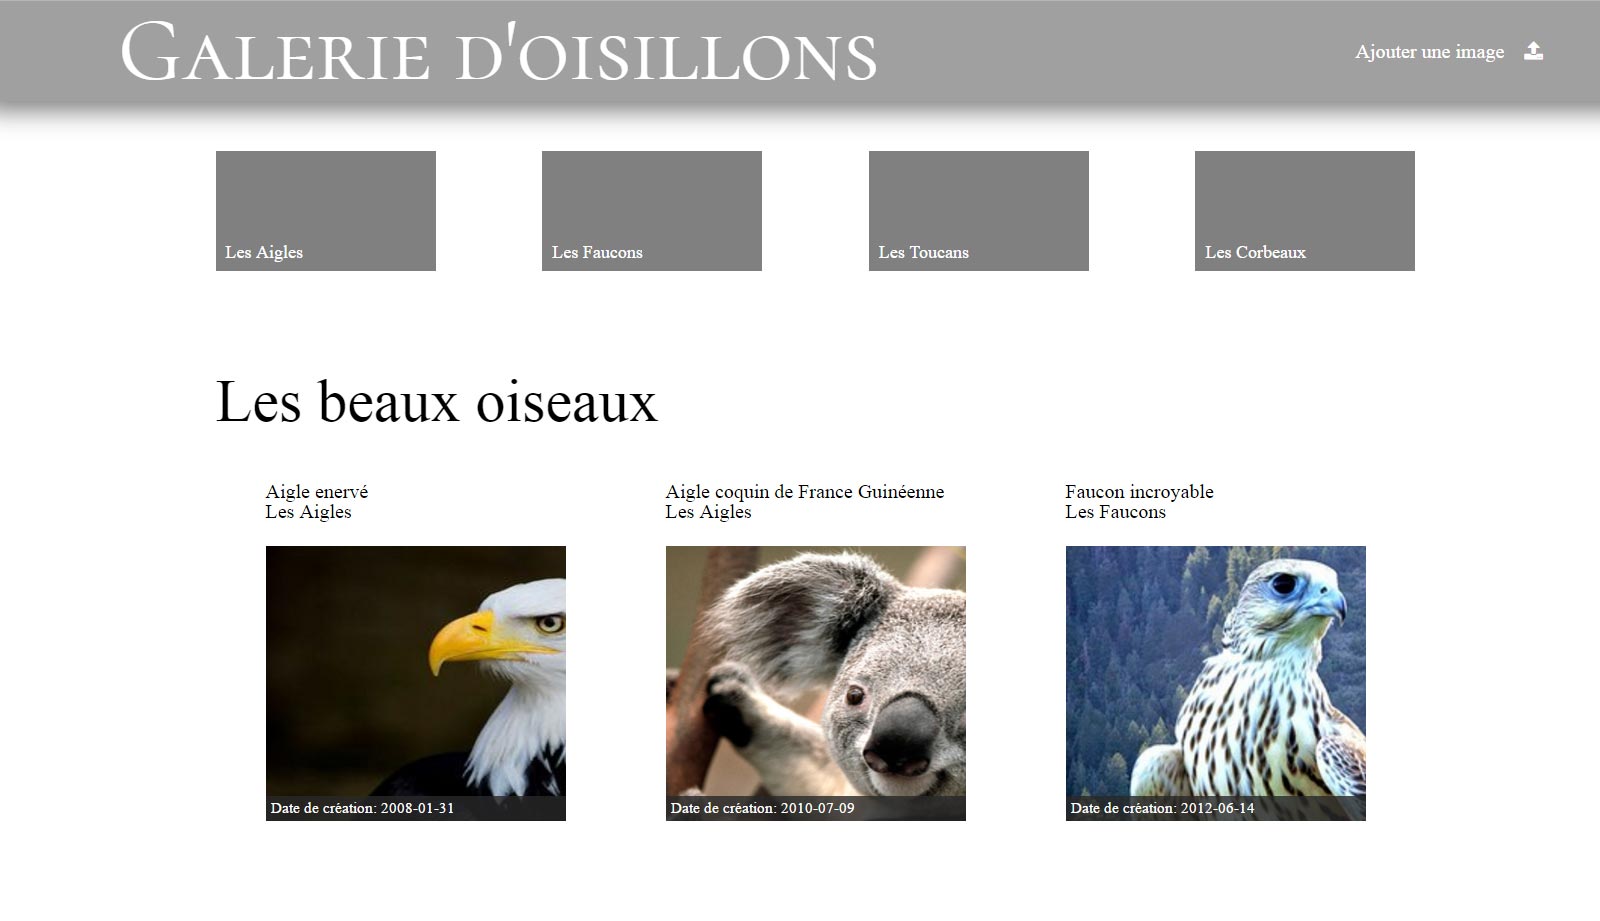 Galerie d'oisillons
Ajouter une image
Les Aigles
Les Faucons
Les Toucans
Les Corbeaux
Les beaux oiseaux
Aigle enervé
Les Aigles
Aigle coquin de France Guinéenne
Les Aigles
Faucon incroyable
Les Faucons
Date de création: 2008-01-31
Date de création: 2010-07-09
Date de création: 2012-06-14